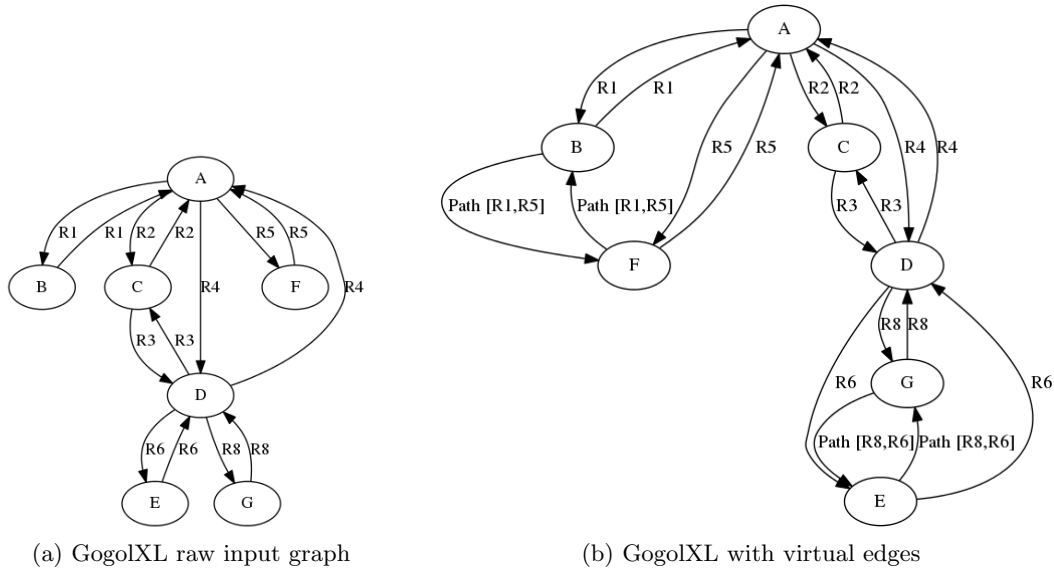 A
R1
R1
R2
R2
R5
R5
B
C
R4
R4
F
R3
R3
D
R6
R6
R8
R8
E
G
(a) GogolXL raw input graph
A
R1
R1
R2
R2
R5
R5
R4
R4
B
C
Path [R1,R5]
Path [R1,R5]
R3
R3
F
D
R8
R8
R6
R6
G
Path [R8,R6]
Path [R8,R6]
E
(b) GogolXL with virtual edges